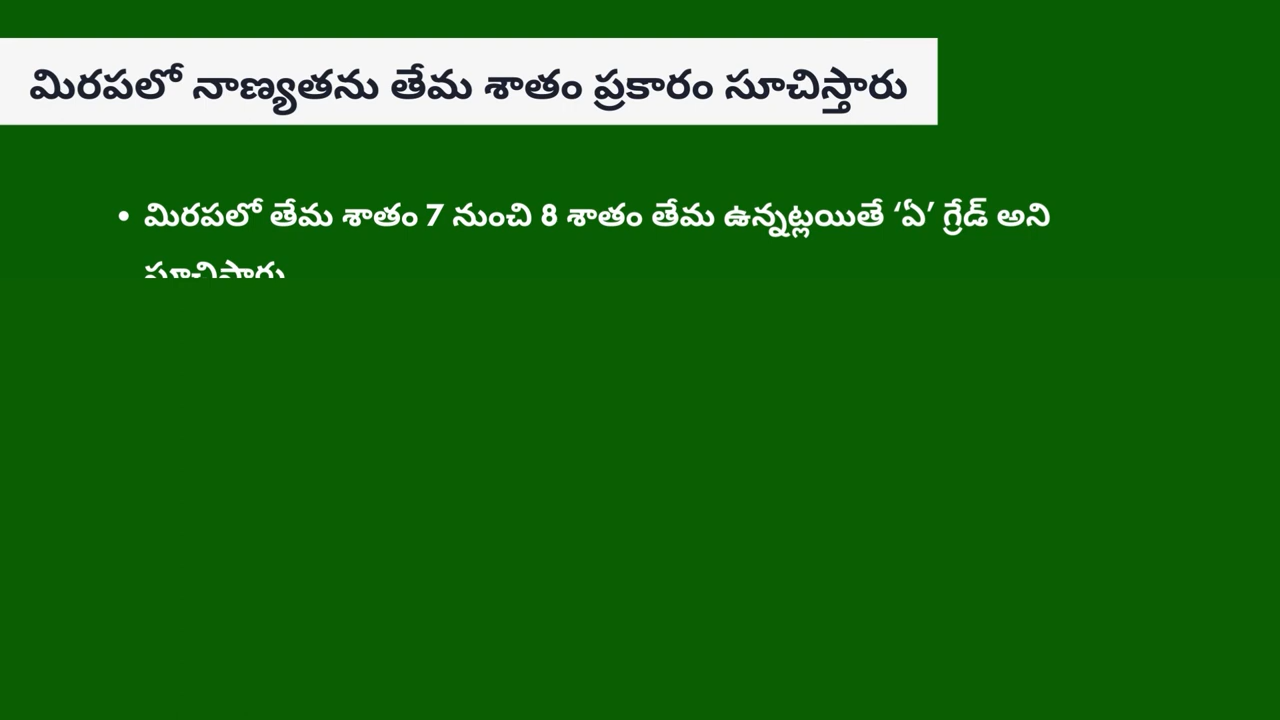 మిరపలో నాణ్యతను తేమ శాతం ప్రకారం సూచిస్తారు
• మిరపలో తేమ శాతం 7 నుంచి 8 శాతం తేమ ఉన్నట్లయితే ‘ఏ’ గ్రేడ్ అని